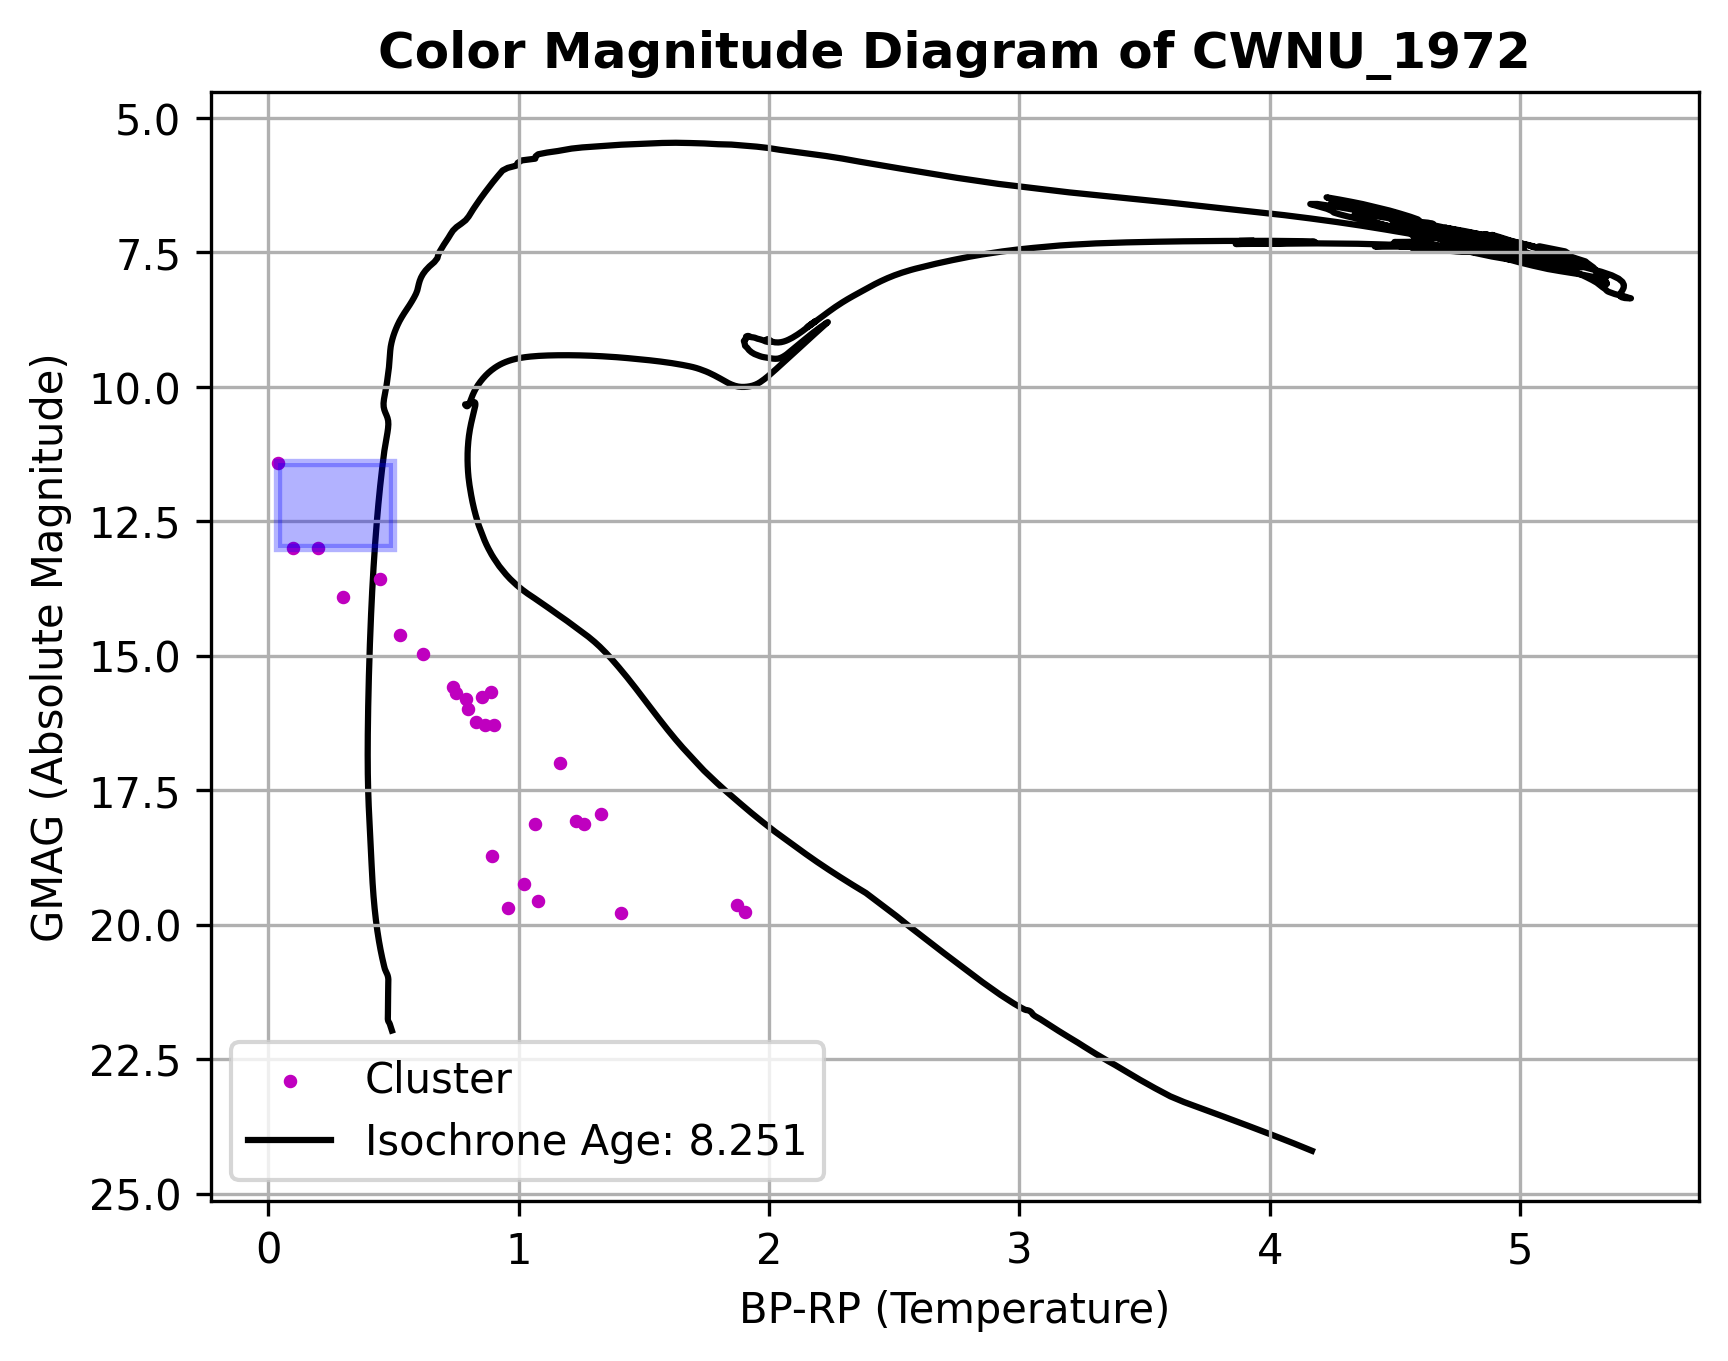 Color Magnitude Diagram of CWNU_1972
GMAG (Absolute Magnitude)
5.0
7.5
10.0
12.5
15.0
17.5
20.0
22.5
25.0
Cluster
Isochrone Age: 8.251
0 1 2 3 4 5
BP-RP (Temperature)